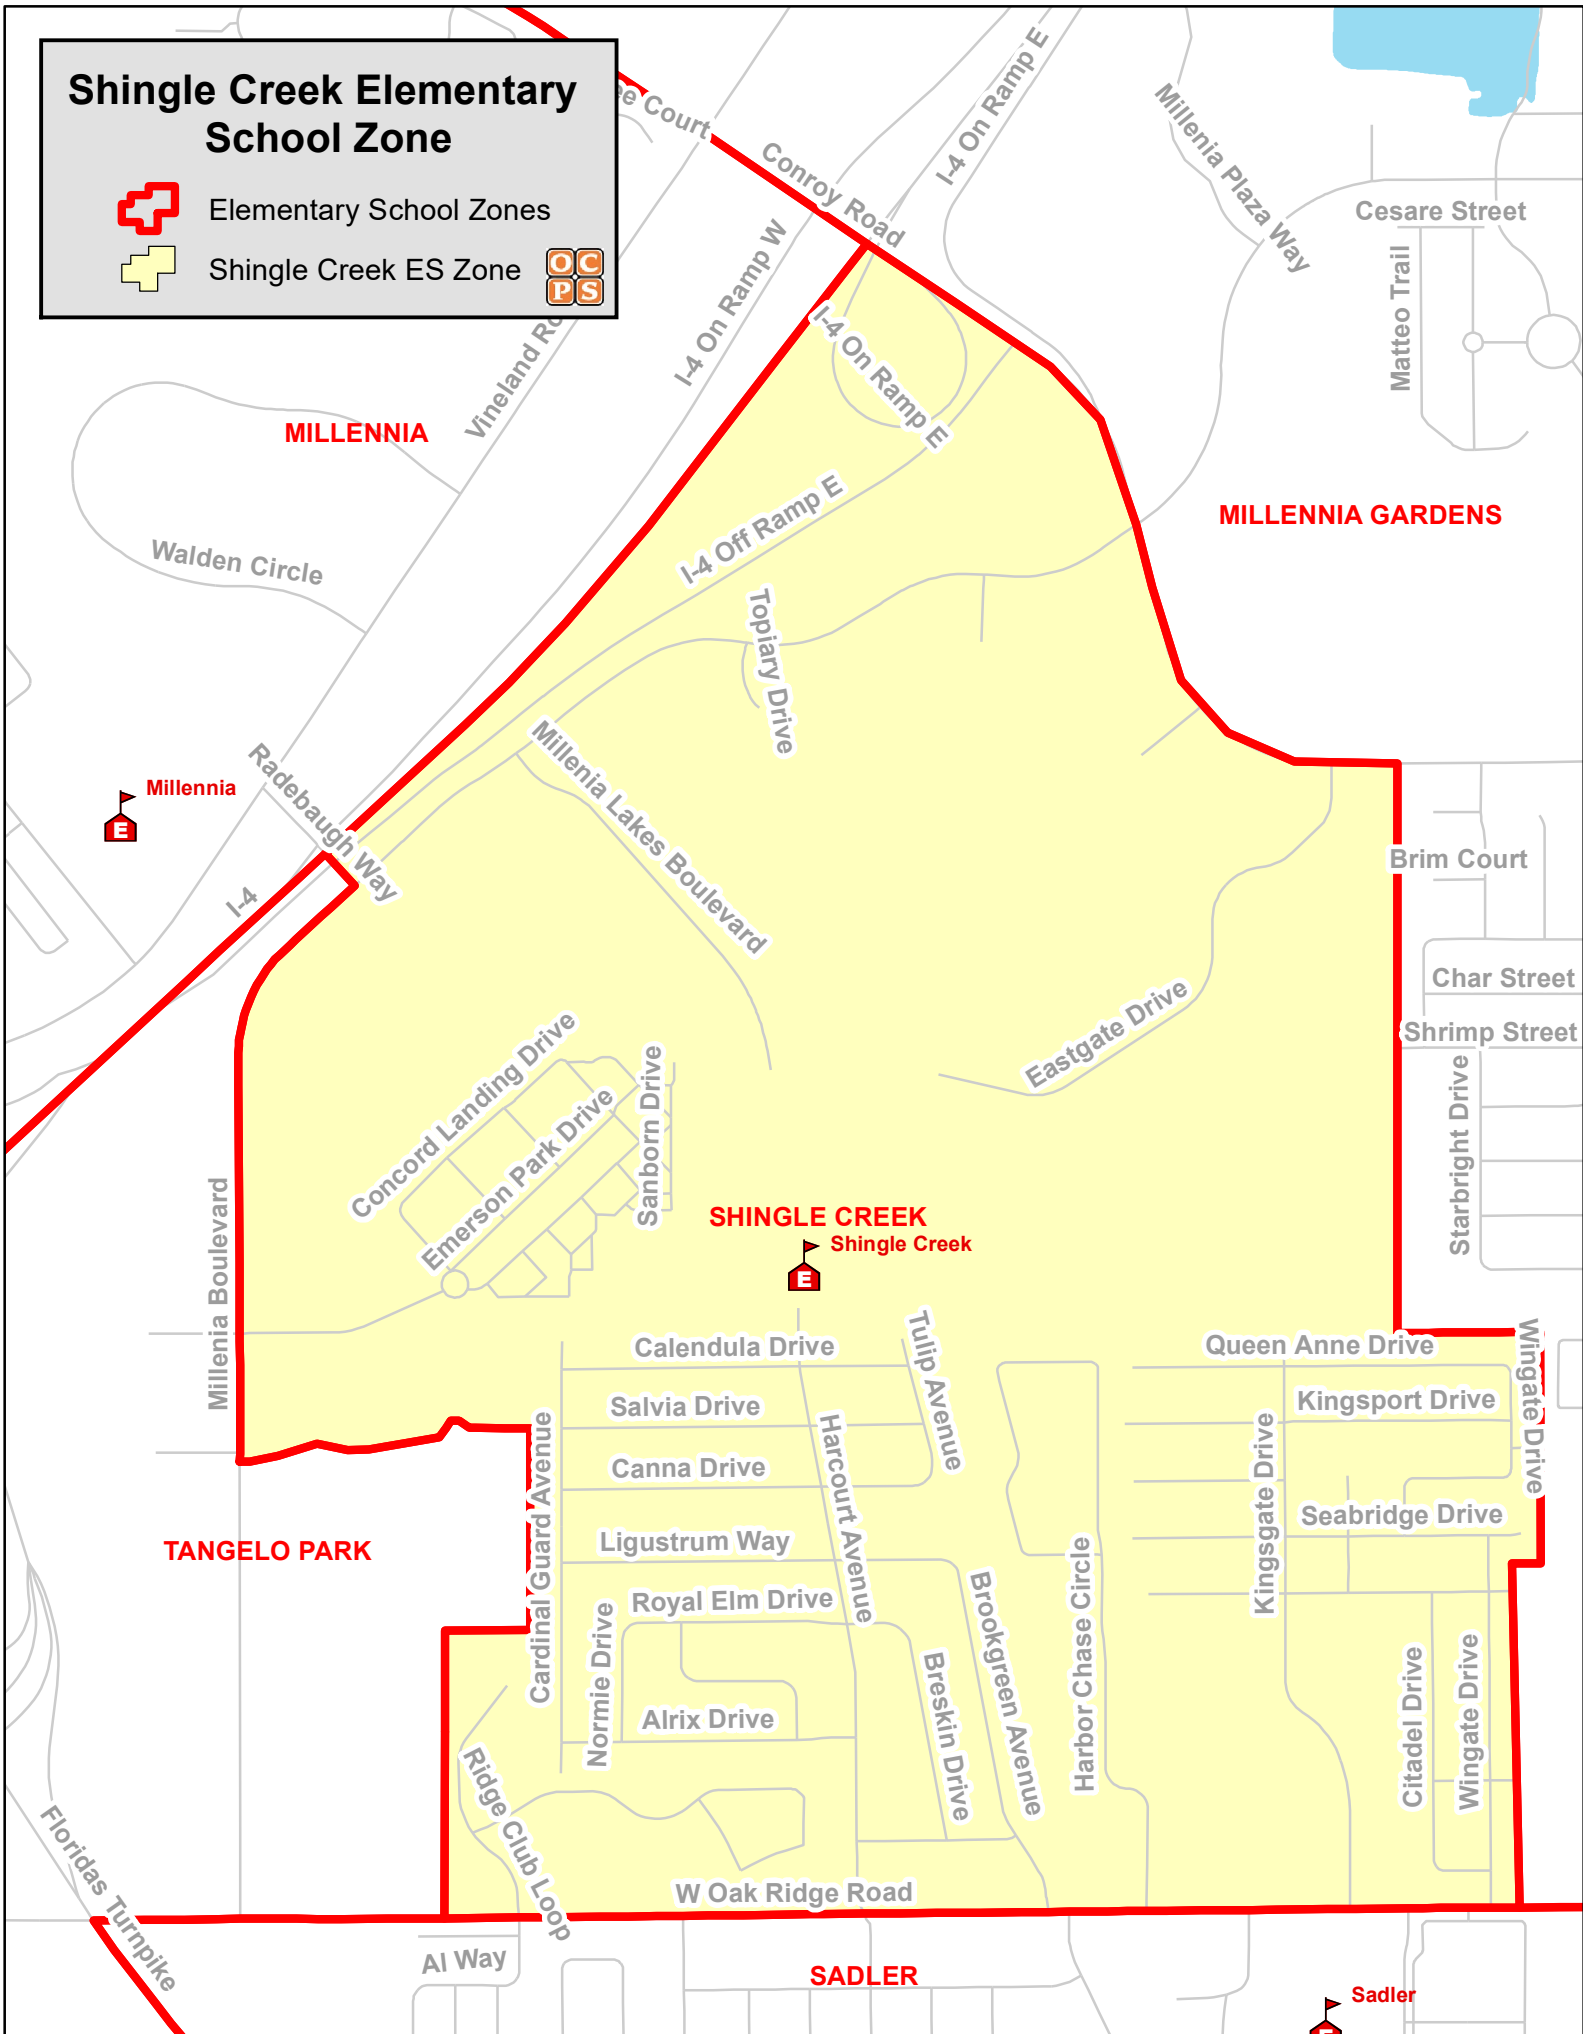 Shingle Creek Elementary
School Zone
Elementary School Zones
Shingle Creek ES Zone
OC
PS
Court
Conroy Road
I-4 On Ramp E
Millenia Plaza Way
Cesare Street
Matteo Trail
I-4 On Ramp W
Vineland
I-4 On Ramp E
MILLENNIA
MILLENNIA GARDENS
I-4 Off Ramp E
Walden Circle
Topiary Drive
Millenia Lakes Boulevard
Radebaugh Way
Millennia
E
I-4
Brim Court
Char Street
Shrimp Street
Starbright Drive
Eastgate Drive
Concord Landing Drive
Emerson Park Drive
Sanborn Drive
Millenia Boulevard
SHINGLE CREEK
Shingle Creek
E
Calendula Drive
Tulip Avenue
Queen Anne Drive
Wingate Drive
Salvia Drive
Kingsport Drive
Harcourt Avenue
Canna Drive
Cardinal Guard Avenue
Kingsgate Drive
Seabridge Drive
Ligustrum Way
TANGELO PARK
Royal Elm Drive
Brookgreen Avenue
Harbor Chase Circle
Normie Drive
Breskin Drive
Citadel Drive
Wingate Drive
Alrix Drive
Ridge Club Loop
Floridas Turnpike
W Oak Ridge Road
Al Way
SADLER
Sadler